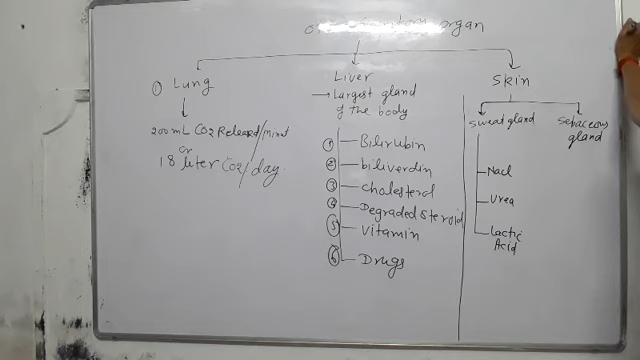 organ
① Lung
200mL CO2 Released/minut
or
18 liter CO2/day
Liver
→ Largest gland
of the body
① Bilirubin
② biliverdin
③ cholesterol
④ Degraded steroid
⑤ Vitamin
⑥ Drugs
Skin
Sweat gland
Nacl
Urea
Lactic
Acid
Sebaceous
gland